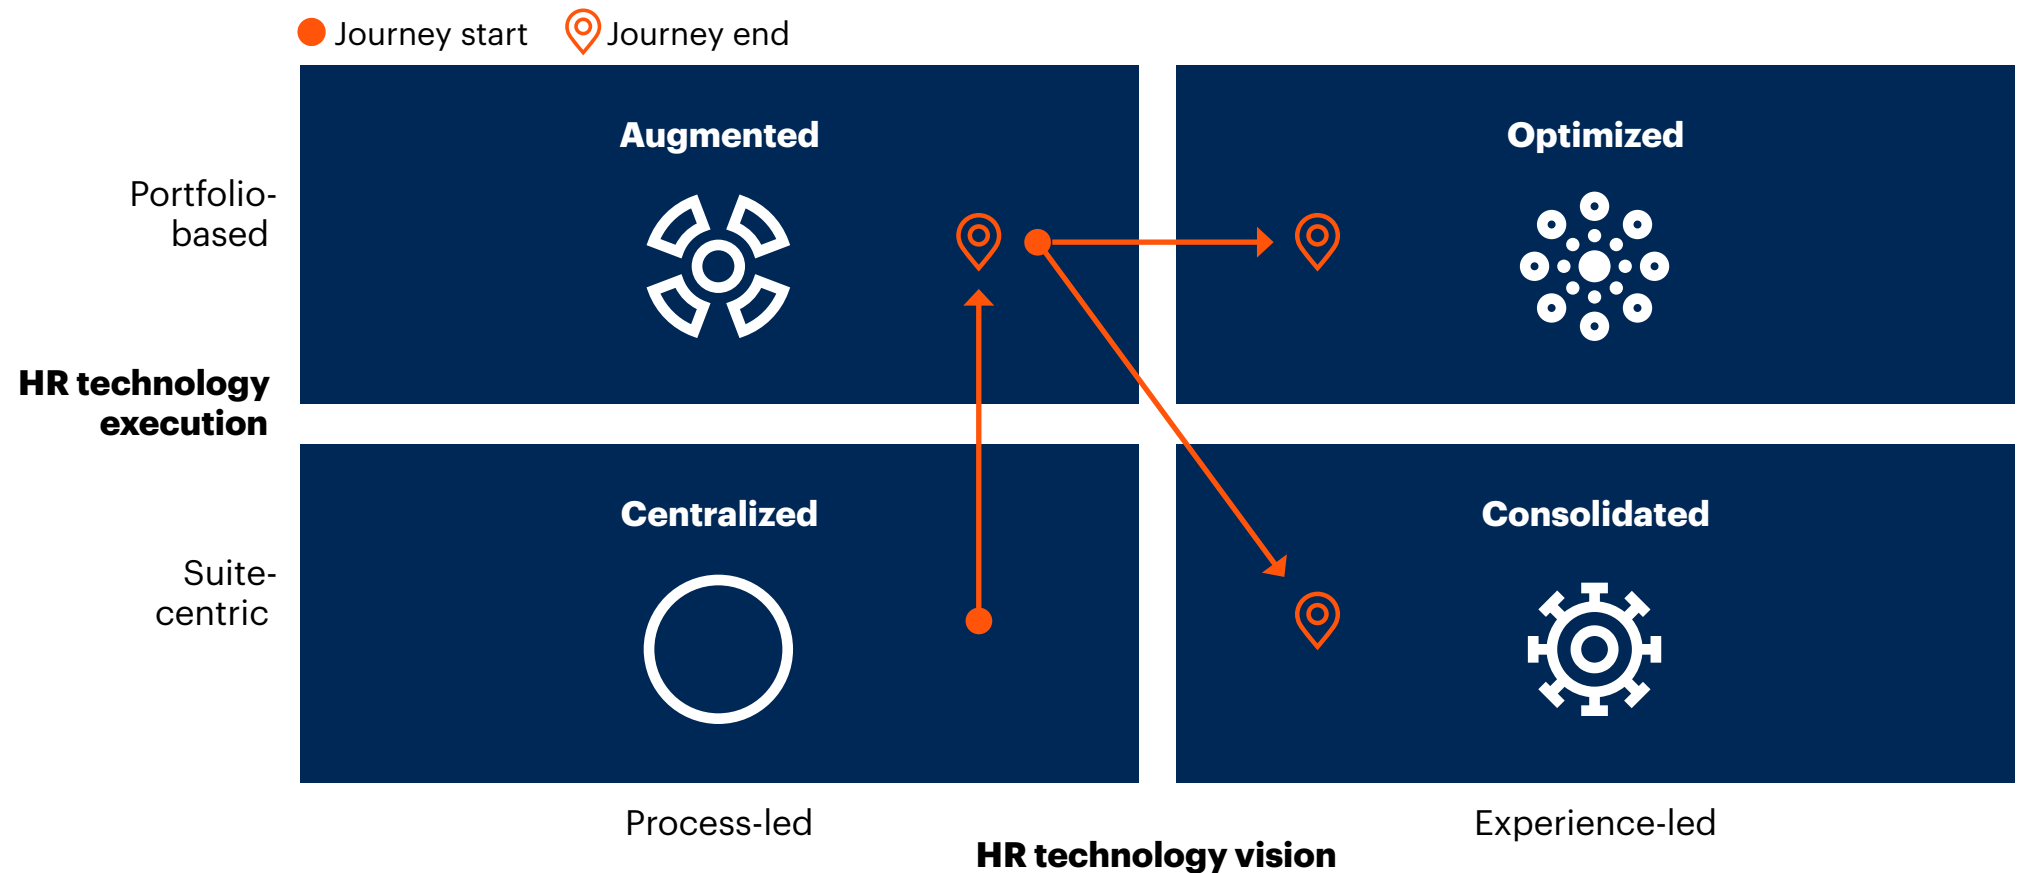 Journey start
Journey end
Augmented
Optimized
Portfolio-
based
HR technology
execution
Centralized
Consolidated
Suite-
centric
Process-led
Experience-led
HR technology vision